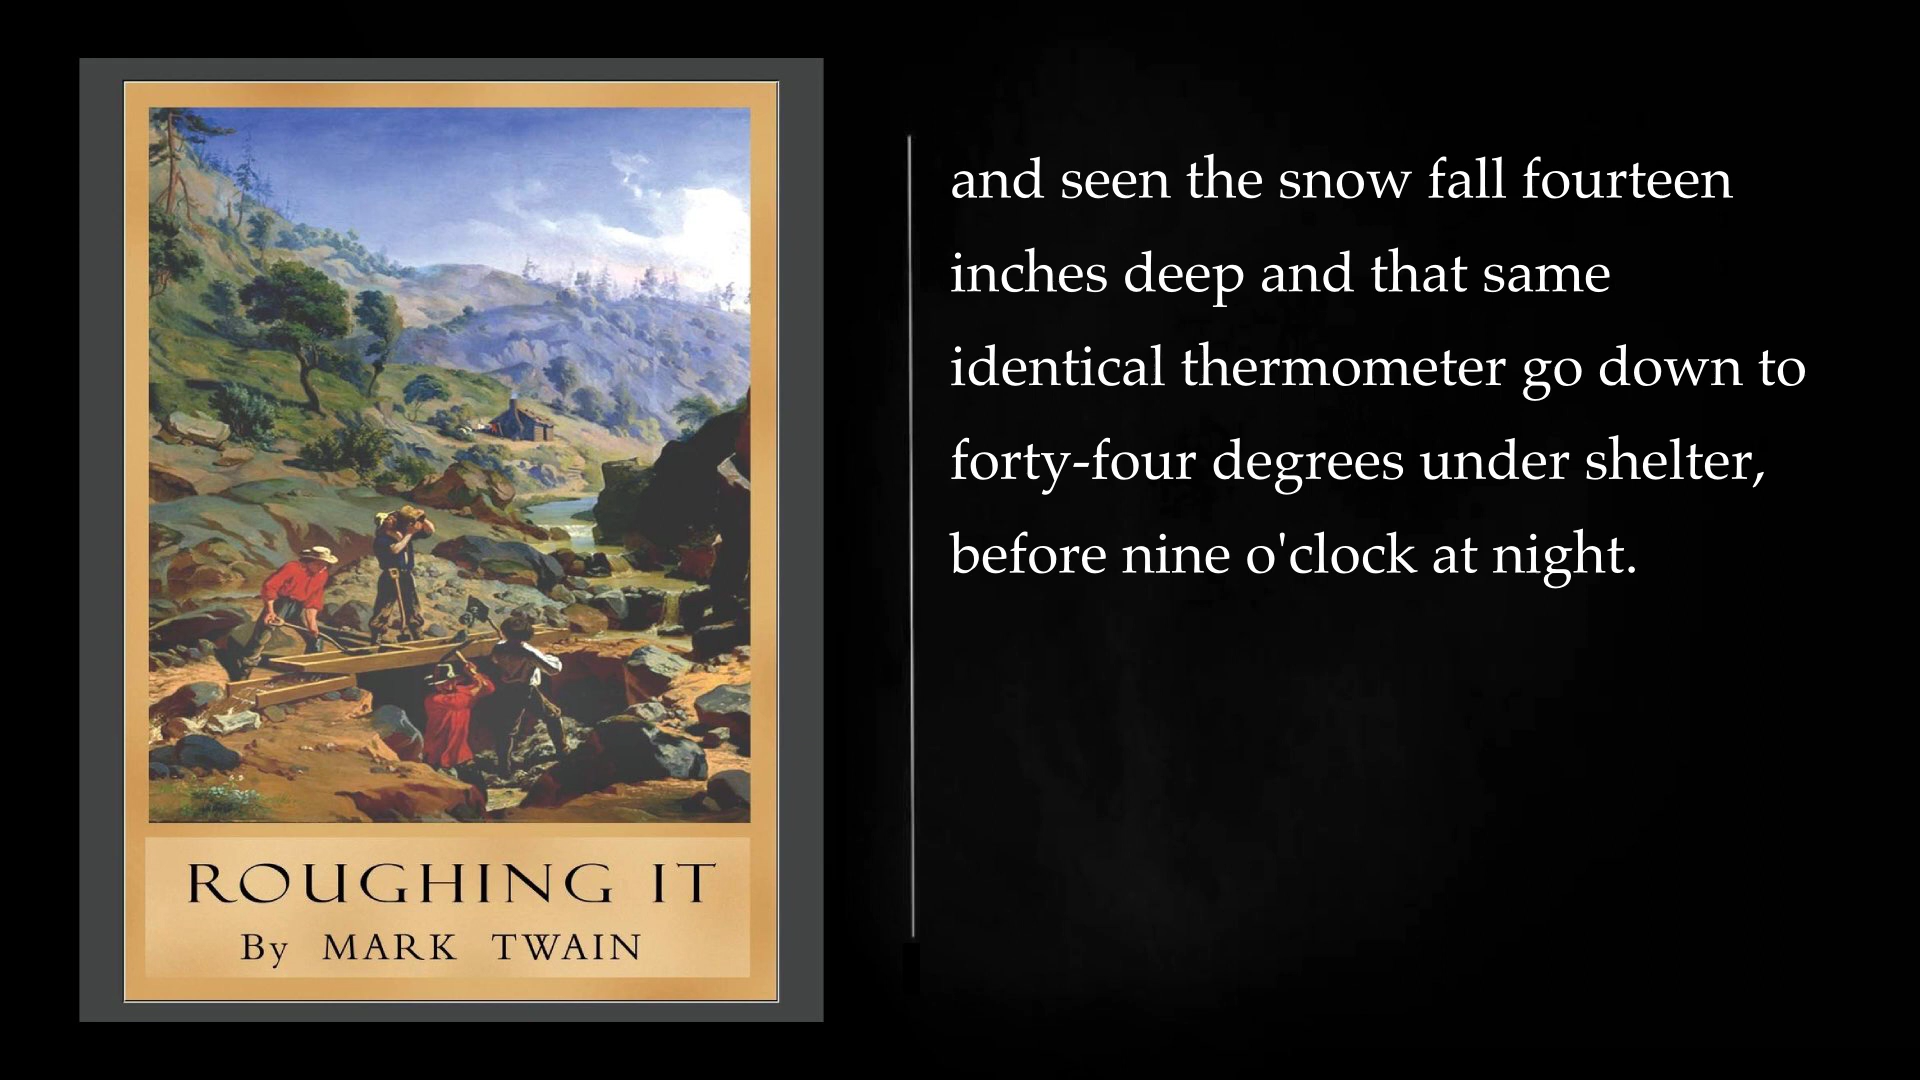 ROUGHING IT
By MARK TWAIN
and seen the snow fall fourteen
inches deep and that same
identical thermometer go down to
forty-four degrees under shelter,
before nine o'clock at night.